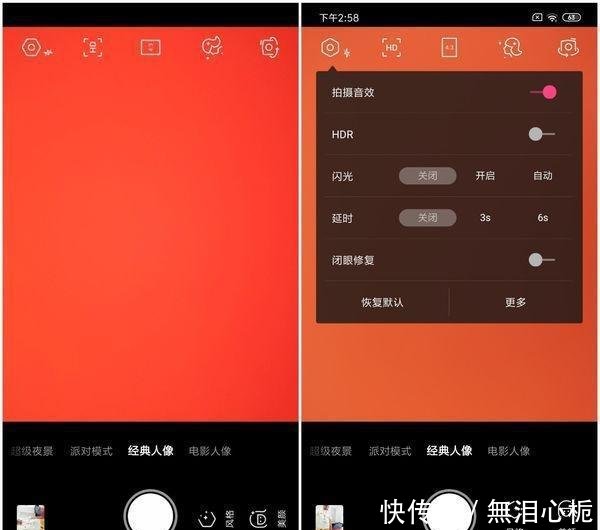 超级夜景 派对模式 经典人像 电影人像
风格
美颜
下午2:58
63
HD
4:3
拍摄音效
HDR
闪光 关闭 开启 自动
延时 关闭 3s 6s
闭眼修复
恢复默认 更多
超级夜景 派对模式 经典人像 电影人像
快传号 / 無泪心栀